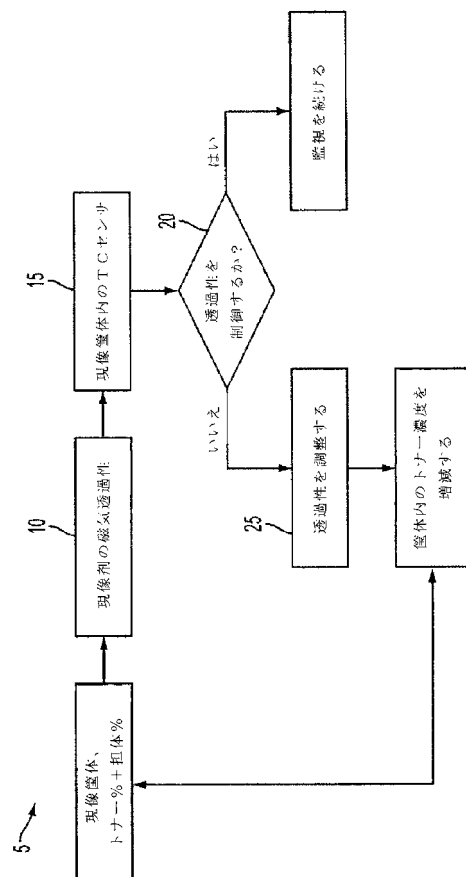 5
現像筐体、
トナー%+担体%
10
現像剤の磁気透過性
15
現像筐体内のTCセンサ
20
透過性を
制御するか?
はい
監視を続ける
いいえ
25
透過性を調整する
筐体内のトナー濃度を
増減する